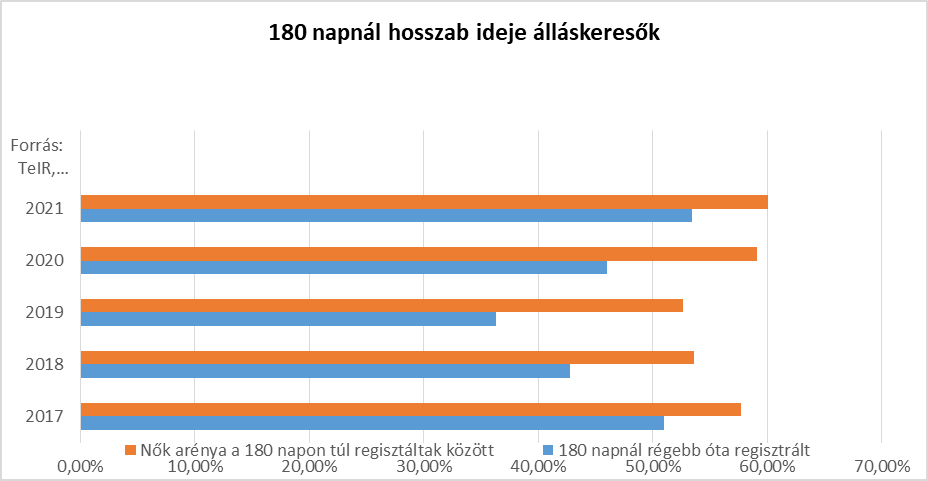 180 napnál hosszab ideje álláskeresők
Forrás:
TeIR,...
2021
2020
2019
2018
2017
Nők arénya a 180 napon túl regisztáltak között
180 napnál régebb óta regisztrált
0,00% 10,00% 20,00% 30,00% 40,00% 50,00% 60,00% 70,00%